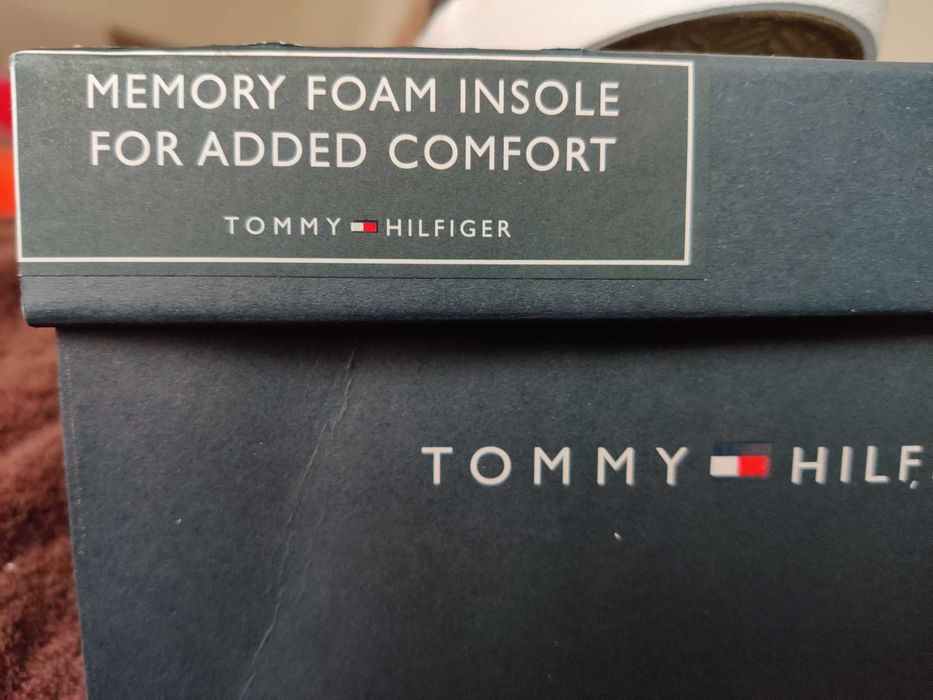 MEMORY FOAM INSOLE
FOR ADDED COMFORT
TOMMY HILFIGER
TOMMY HILF